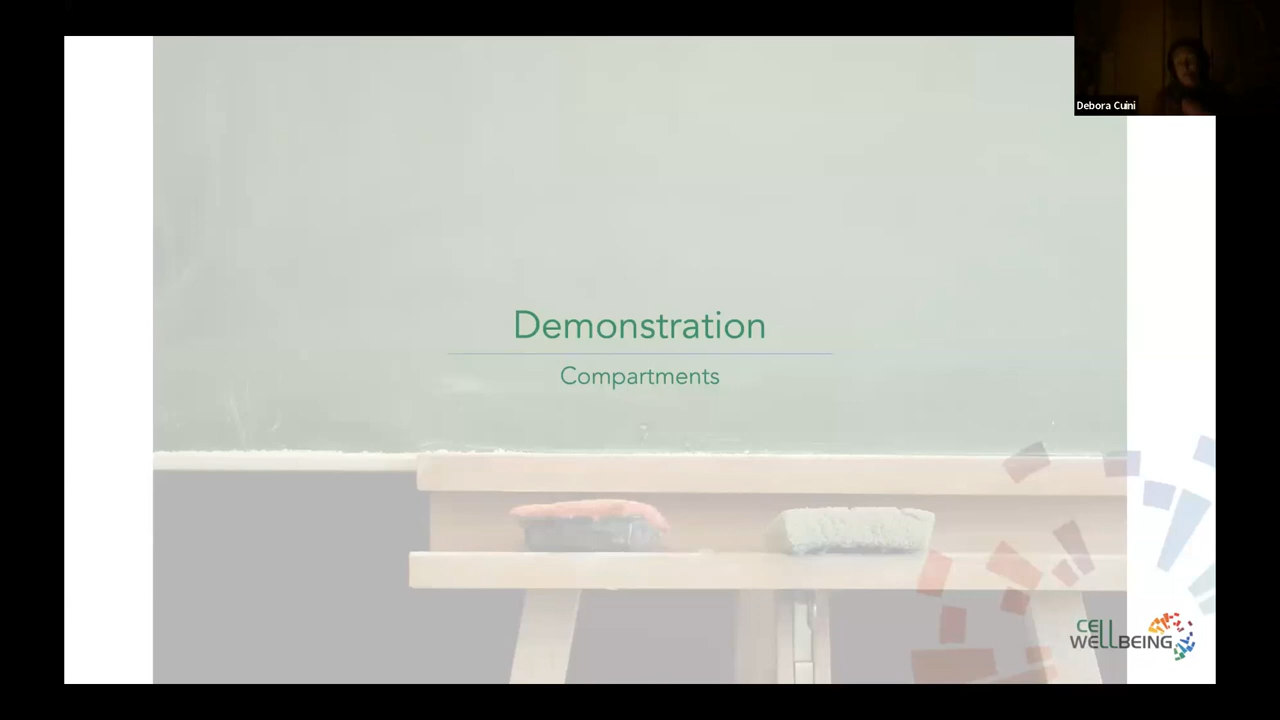 Debora Cuini
Demonstration
Compartments
CELL
WELLBEING